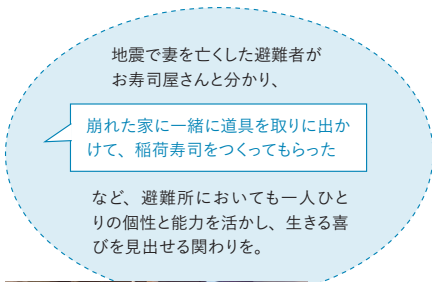 地震で妻を亡くした避難者が
お寿司屋さんと分かり、
崩れた家に一緒に道具を取りに出か
けて、稲荷寿司をつくってもらった
など、避難所においても一人ひと
りの個性と能力を活かし、生きる喜
びを見出せる関わりを。